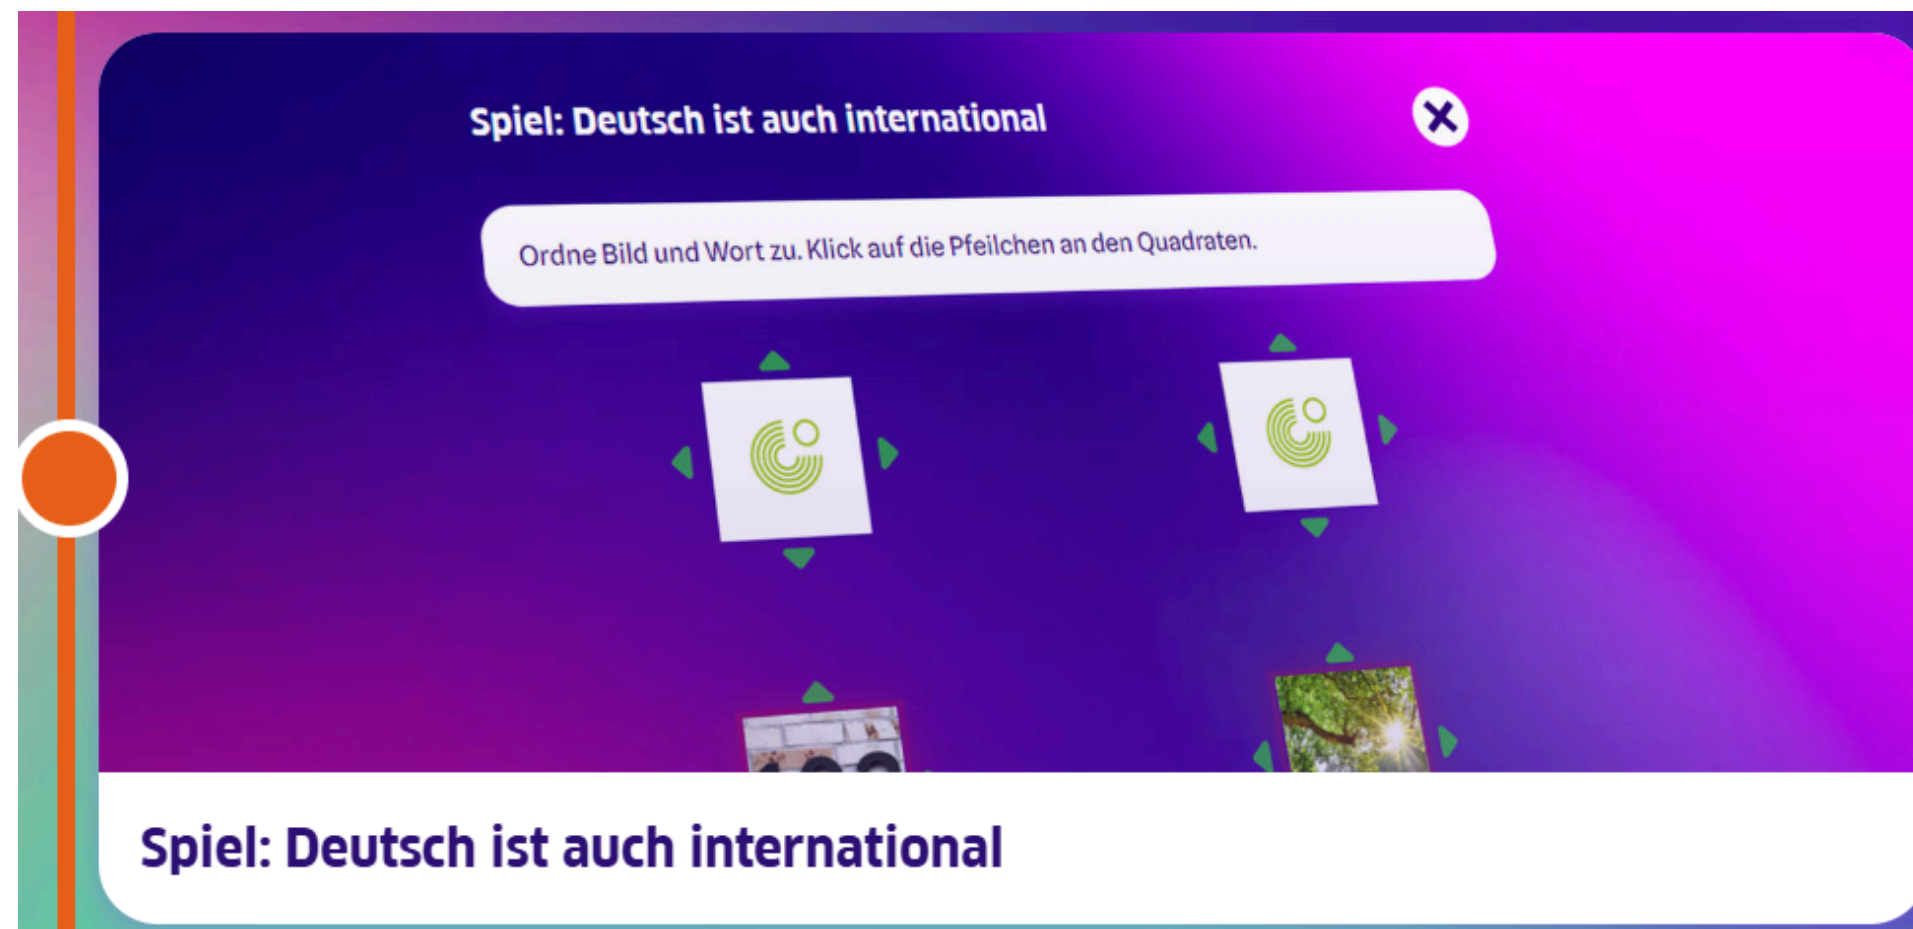 Spiel: Deutsch ist auch international
Ordne Bild und Wort zu. Klick auf die Pfeilchen an den Quadraten.
Spiel: Deutsch ist auch international